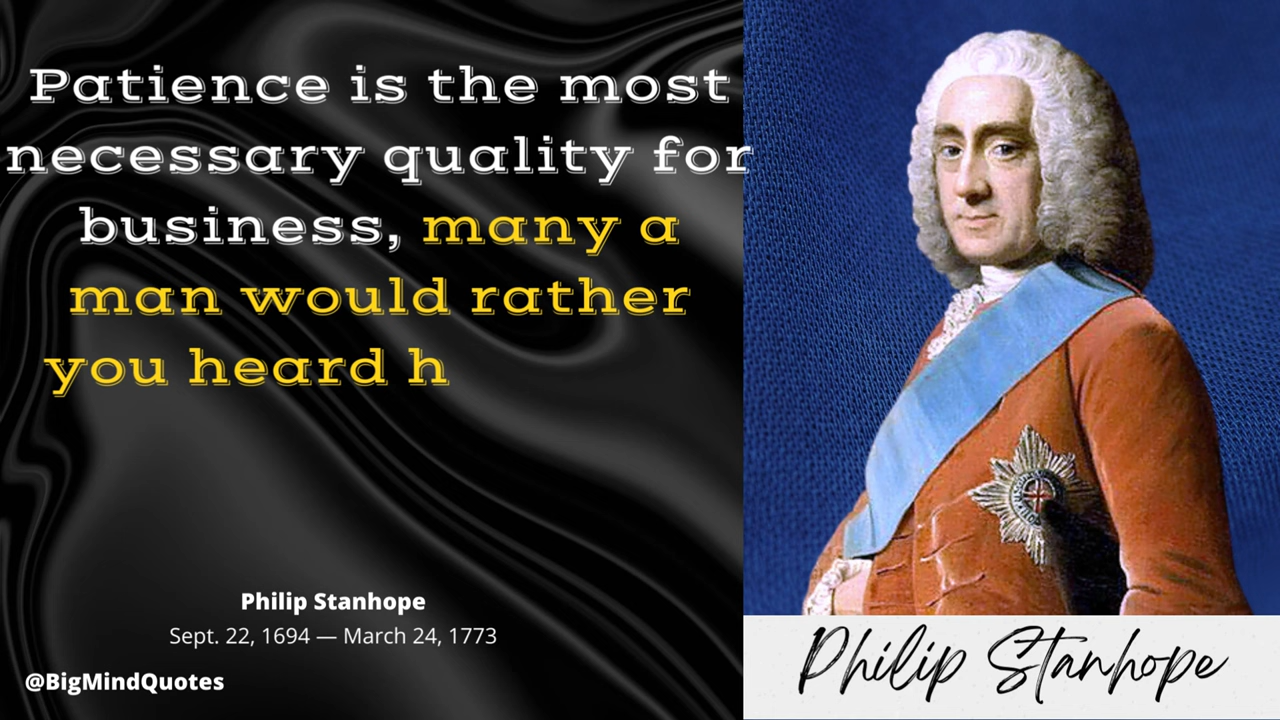 Patience is the most
necessary quality for
business, many a
man would rather
you heard h
Philip Stanhope
Sept. 22, 1694 — March 24, 1773
@BigMindQuotes
Philip Stanhope